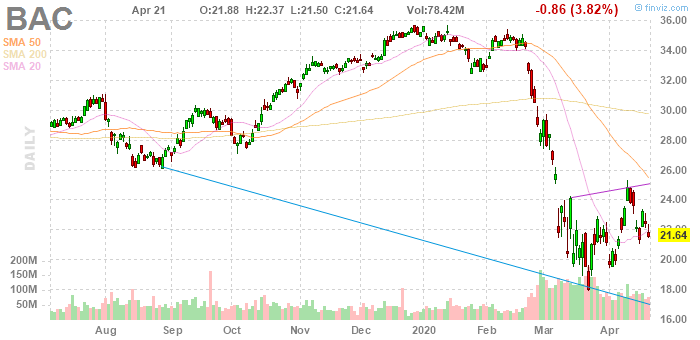 BAC Apr 21 O:21.88 H:22.37 L:21.50 C:21.64 Vol:78.42M -0.86 (3.82%) © finviz.com
SMA 50
SMA 200
SMA 20
DAILY
36.00
34.00
32.00
30.00
28.00
26.00
24.00
21.64
20.00
18.00
16.00
200M
150M
100M
50M
Aug Sep Oct Nov Dec 2020 Feb Mar Apr